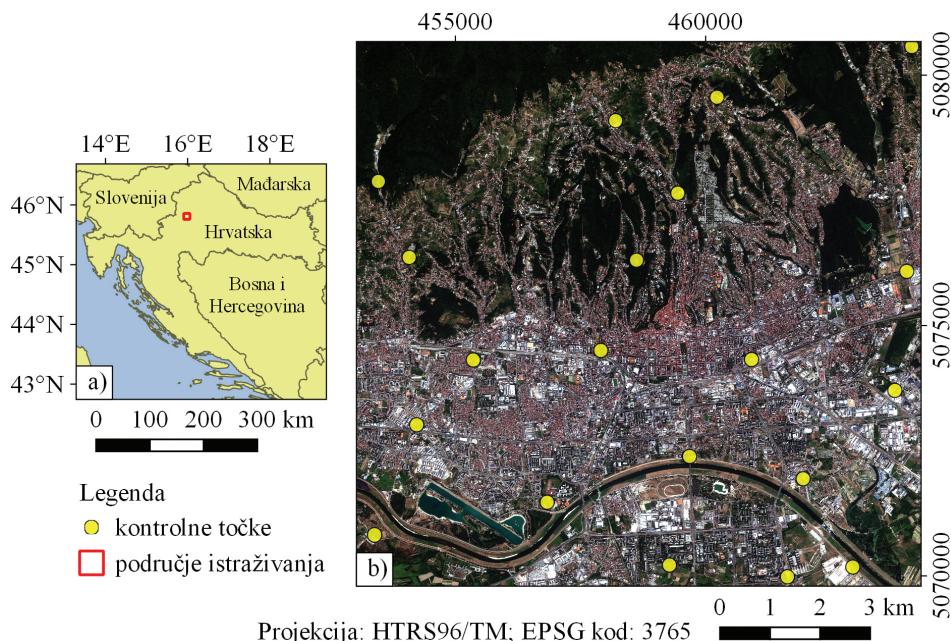 455000 460000
5080000
5075000
5070000
14°E 16°E 18°E
46°N
45°N
44°N
43°N
Slovenija
Mađarska
Hrvatska
Bosna i
Hercegovina
a)
0 100 200 300 km
Legenda
kontrolne točke
područje istraživanja
b)
0 1 2 3 km
Projekcija: HTRS96/TM; EPSG kod: 3765